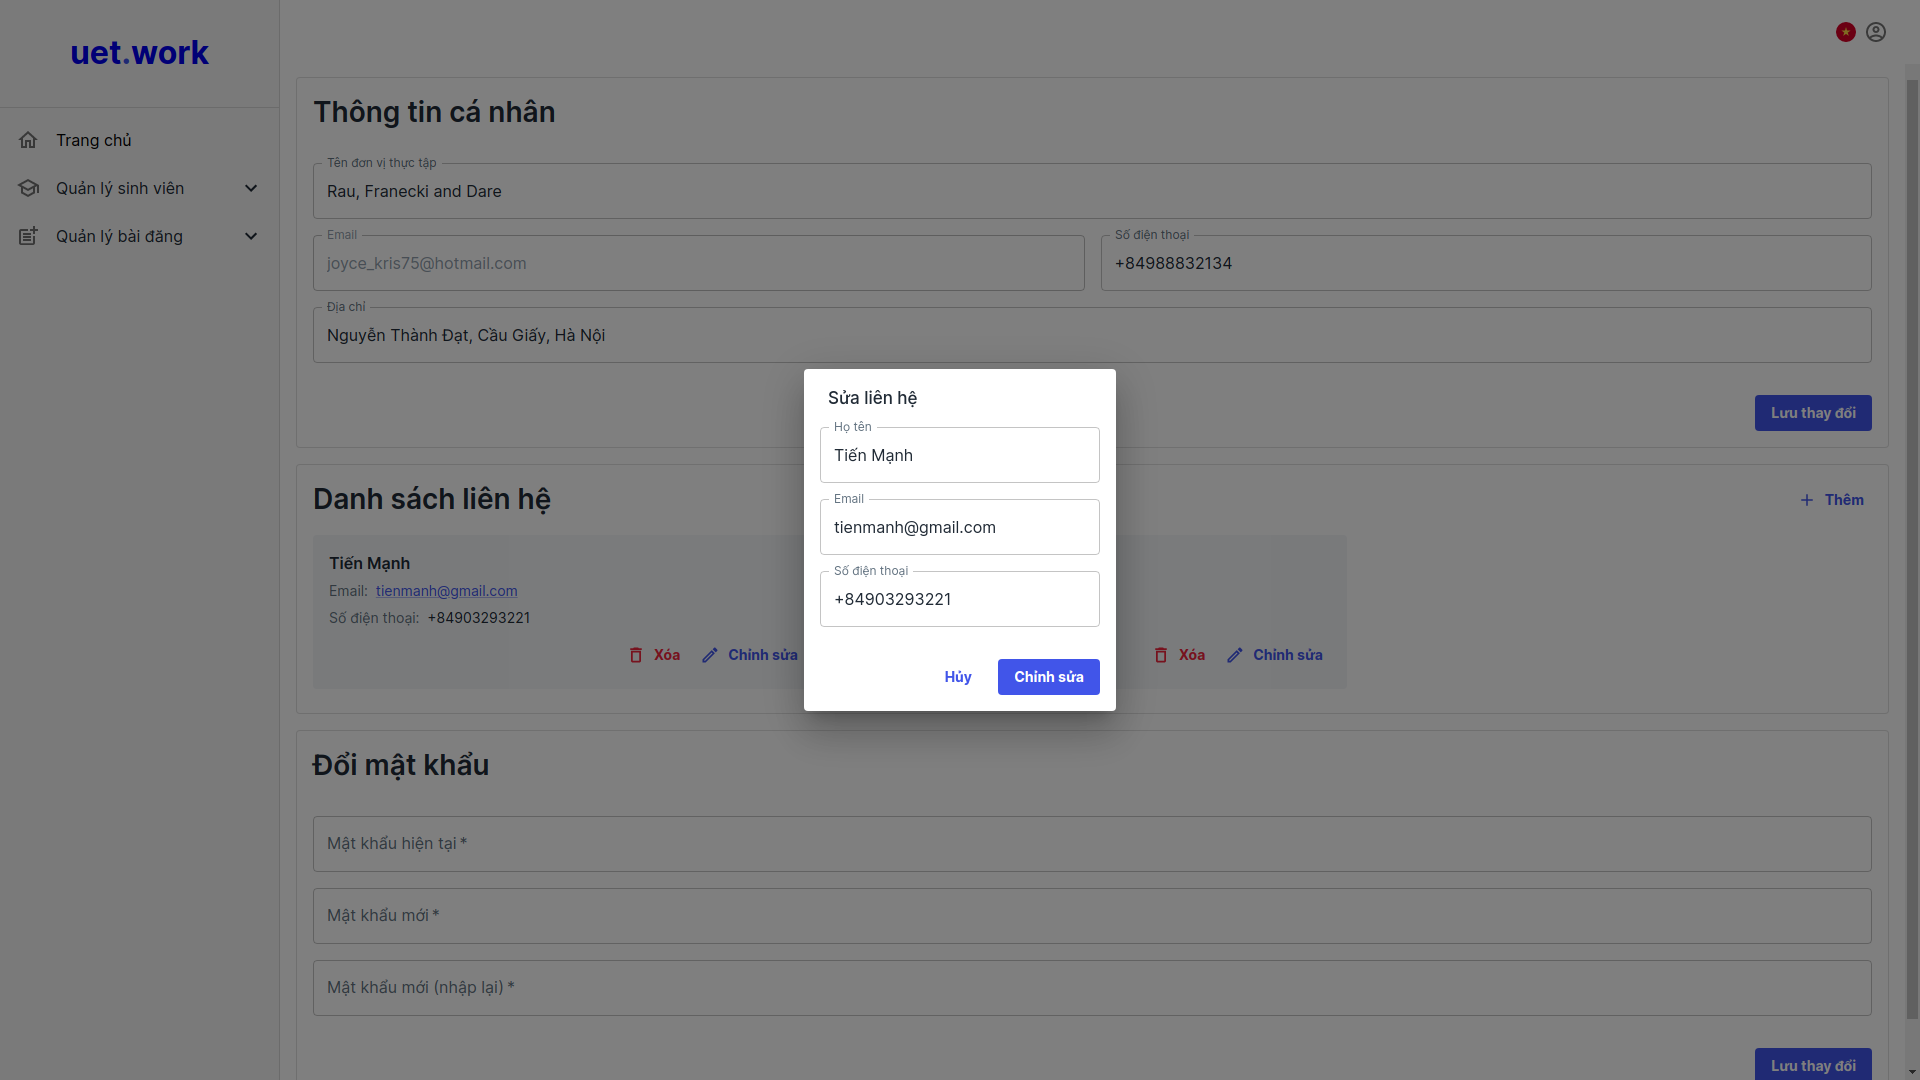 uet.work
Trang chủ
Quản lý sinh viên
Quản lý bài đăng
Thông tin cá nhân
Tên đơn vị thực tập
Rau, Franecki and Dare
Email
joyce_kris75@hotmail.com
Số điện thoại
+84988832134
Địa chỉ
Nguyễn Thành Đạt, Cầu Giấy, Hà Nội
Lưu thay đổi
Danh sách liên hệ
Thêm
Tiến Mạnh
Email: tienmanh@gmail.com
Số điện thoại: +84903293221
Xóa Chỉnh sửa
Xóa Chỉnh sửa
Sửa liên hệ
Họ tên
Tiến Mạnh
Email
tienmanh@gmail.com
Số điện thoại
+84903293221
Hủy Chỉnh sửa
Đổi mật khẩu
Mật khẩu hiện tại *
Mật khẩu mới *
Mật khẩu mới (nhập lại) *
Lưu thay đổi